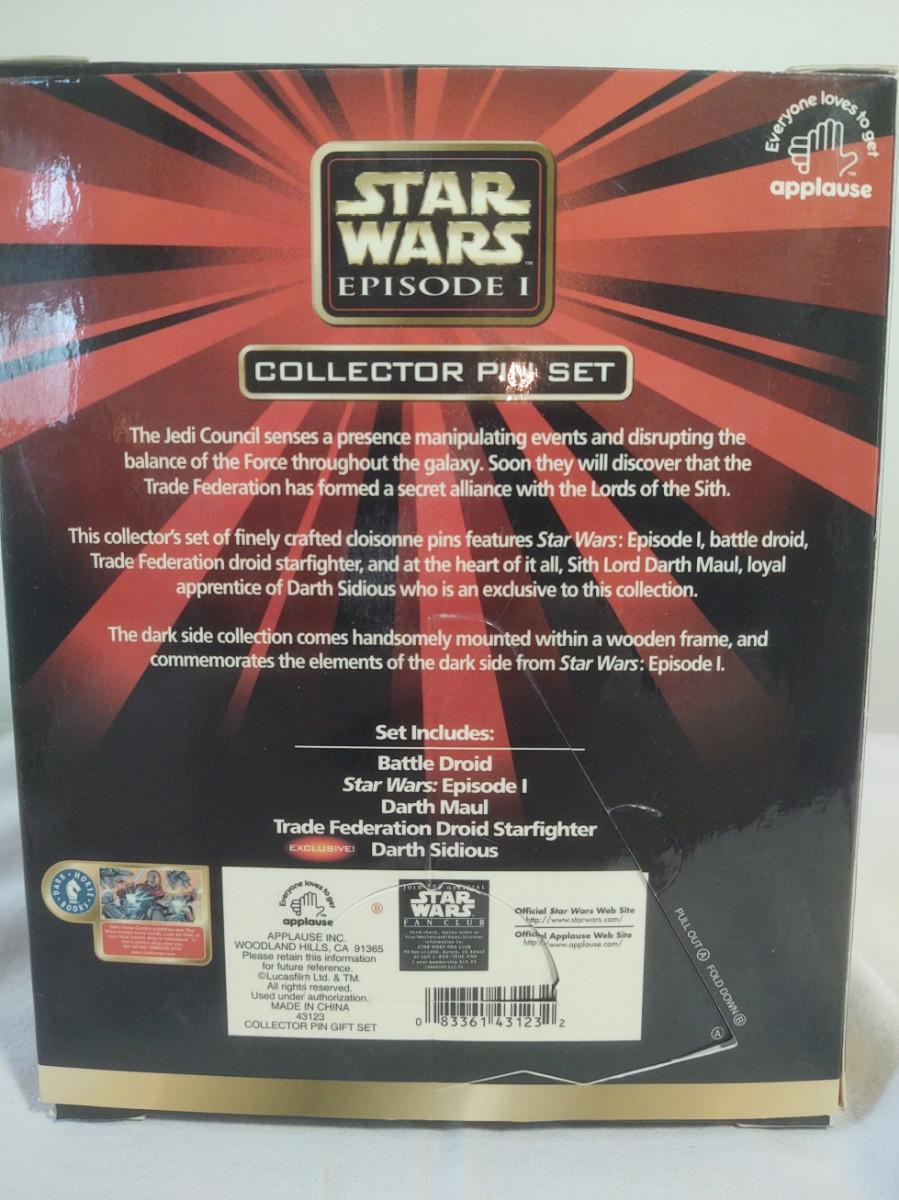 Everyone loves to get
applause
STAR
WARS
EPISODE I
COLLECTOR PIN SET
The Jedi Council senses a presence manipulating events and disrupting the
balance of the Force throughout the galaxy. Soon they will discover that the
Trade Federation has formed a secret alliance with the Lords of the Sith.
This collector's set of finely crafted cloisonne pins features Star Wars: Episode I, battle droid,
Trade Federation droid starfighter, and at the heart of it all, Sith Lord Darth Maul, loyal
apprentice of Darth Sidious who is an exclusive to this collection.
The dark side collection comes handsomely mounted within a wooden frame, and
commemorates the elements of the dark side from Star Wars: Episode I.
Set Includes:
Battle Droid
Star Wars: Episode I
Darth Maul
Trade Federation Droid Starfighter
EXCLUSIVE! Darth Sidious
DARK HORSE BOOKS
Everyone loves to get
applause
B
APPLAUSE INC.
WOODLAND HILLS, CA 91365
Please retain this information
for future reference.
©Lucasfilm Ltd. & TM.
All rights reserved.
Used under authorization.
MADE IN CHINA
43123
COLLECTOR PIN GIFT SET
JOIN THE OFFICIAL
STAR
WARS
FAN CLUB
Official Star Wars Web Site
http://www.starwars.com/
Official Applause Web Site
http://www.applause.com/
0 83361 43123 2
PULL OUT A FOLD DOWN B
A